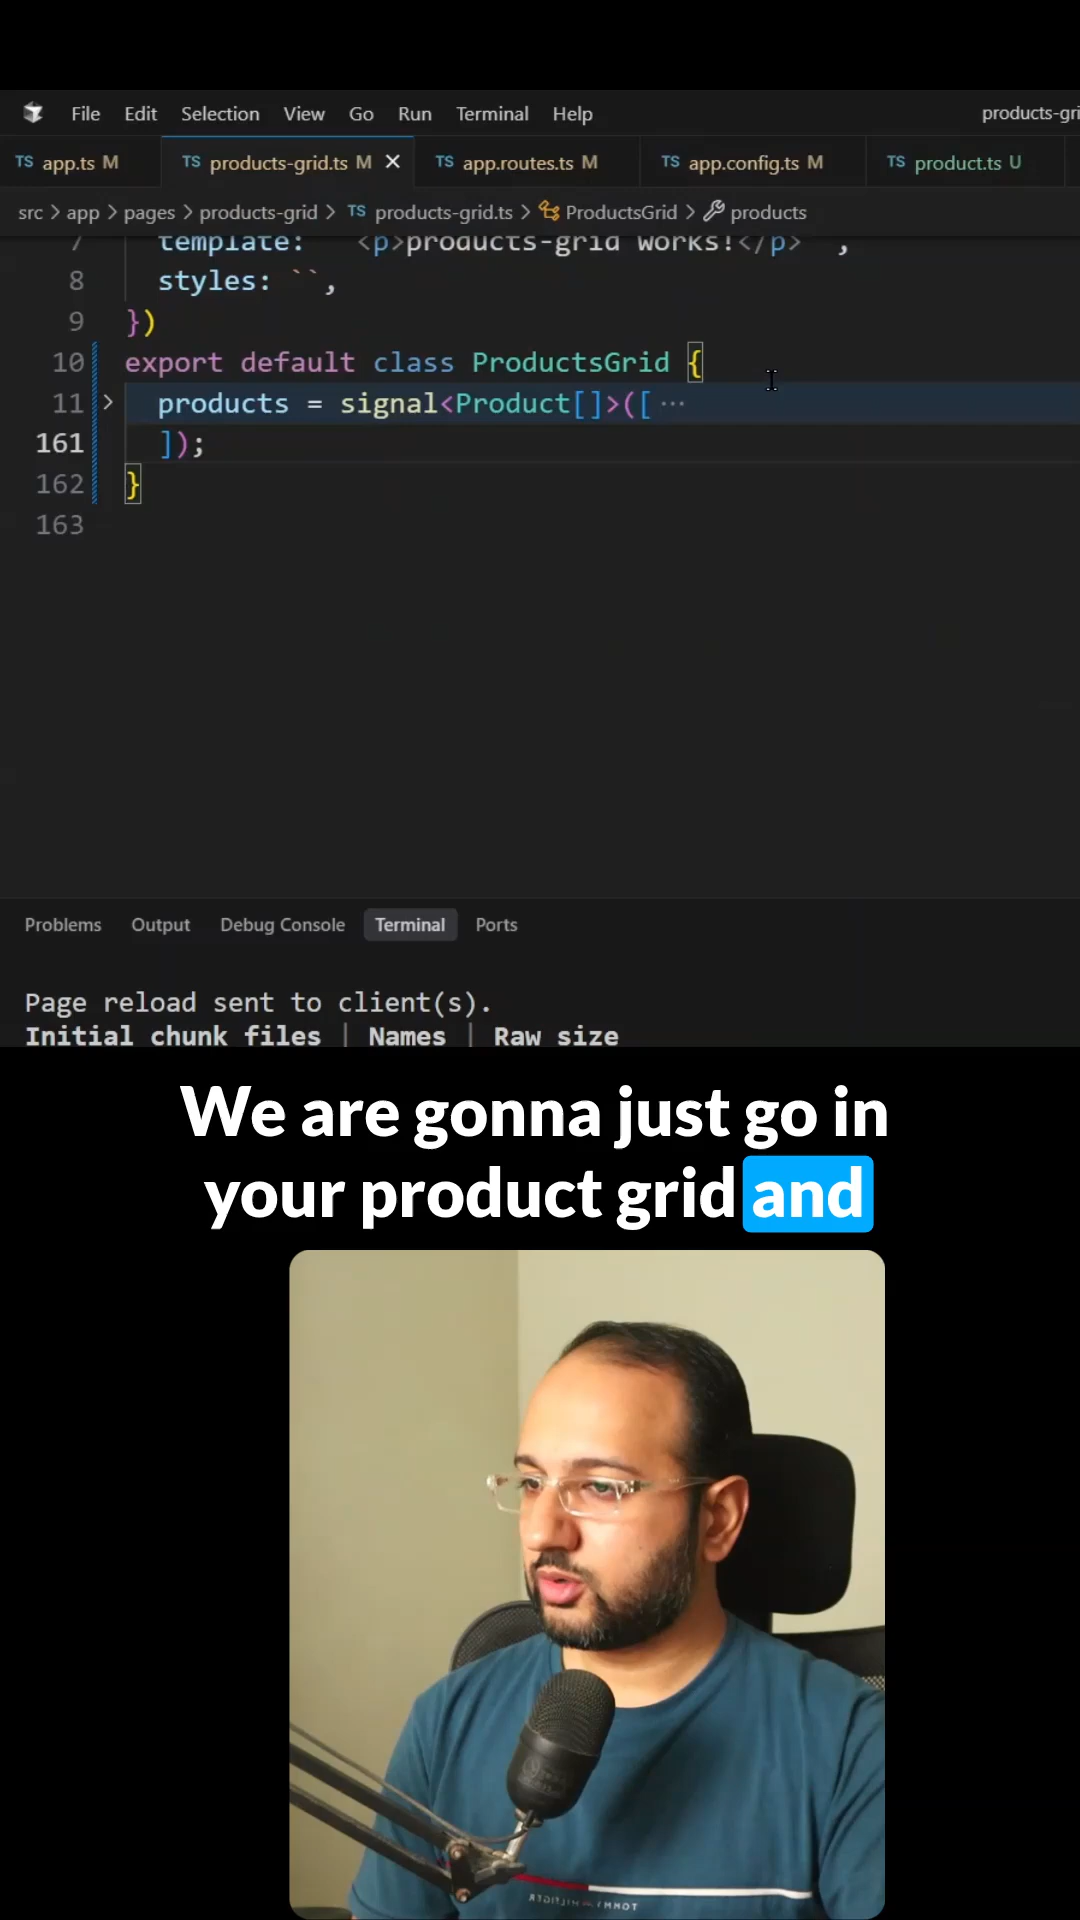 File Edit Selection View Go Run Terminal Help products-gri
TS app.ts M TS products-grid.ts M × TS app.routes.ts M TS app.config.ts M TS product.ts U
src > app > pages > products-grid > TS products-grid.ts > ProductsGrid > products
7 template: `<p>products-grid works!</p>`,
8 styles: ``,
9 })
10 export default class ProductsGrid {
11 > products = signal<Product[]>([ ···
161 ]);
162 }
163
Problems Output Debug Console Terminal Ports
Page reload sent to client(s).
Initial chunk files | Names | Raw size
We are gonna just go in
your product grid and
TOMMY HILFIGER